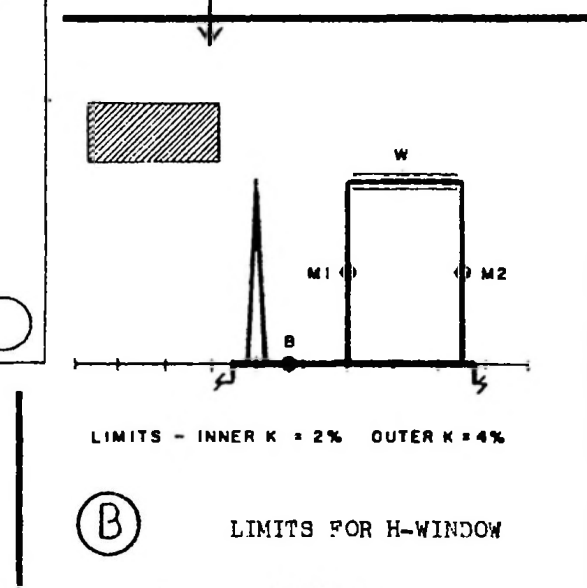 W
M1 M2
B
LIMITS - INNER K = 2% OUTER K = 4%
B
LIMITS FOR H-WINDOW